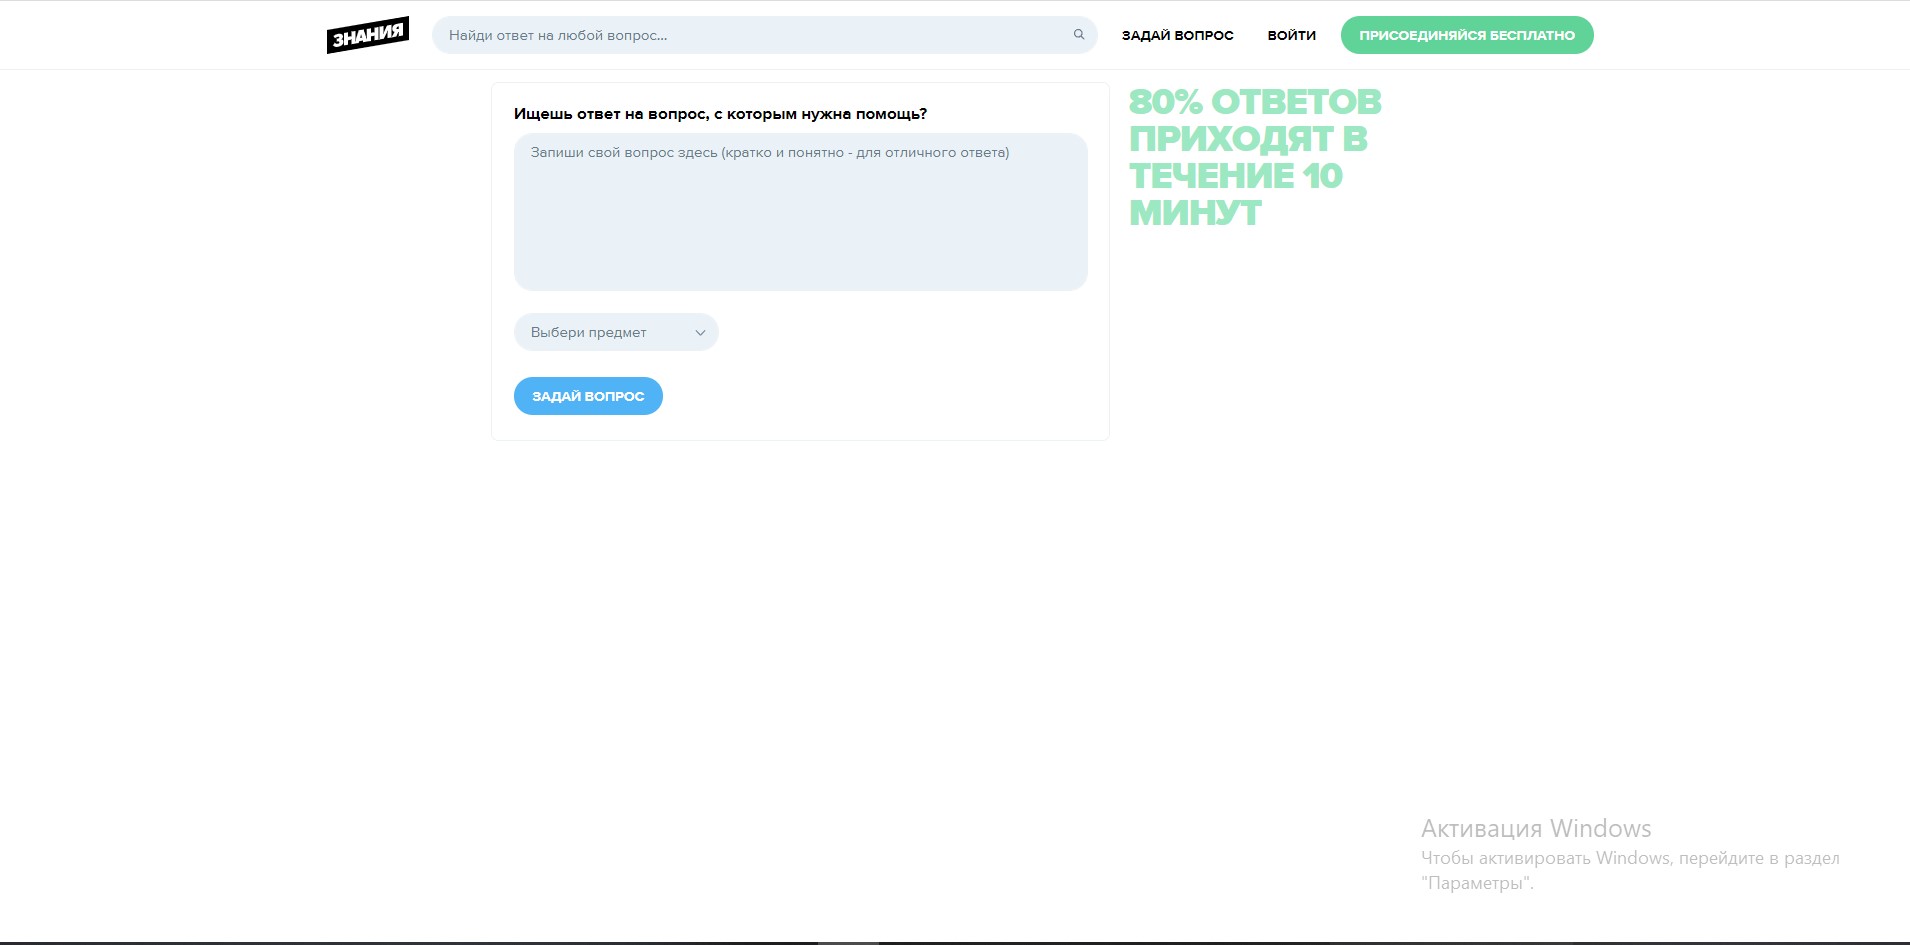 ЗНАНИЯ
Найди ответ на любой вопрос...
ЗАДАЙ ВОПРОС
ВОЙТИ
ПРИСОЕДИНЯЙСЯ БЕСПЛАТНО
Ищешь ответ на вопрос, с которым нужна помощь?
Запиши свой вопрос здесь (кратко и понятно - для отличного ответа)
Выбери предмет
ЗАДАЙ ВОПРОС
80% ОТВЕТОВ
ПРИХОДЯТ В
ТЕЧЕНИЕ 10
МИНУТ
Активация Windows
Чтобы активировать Windows, перейдите в раздел
"Параметры".